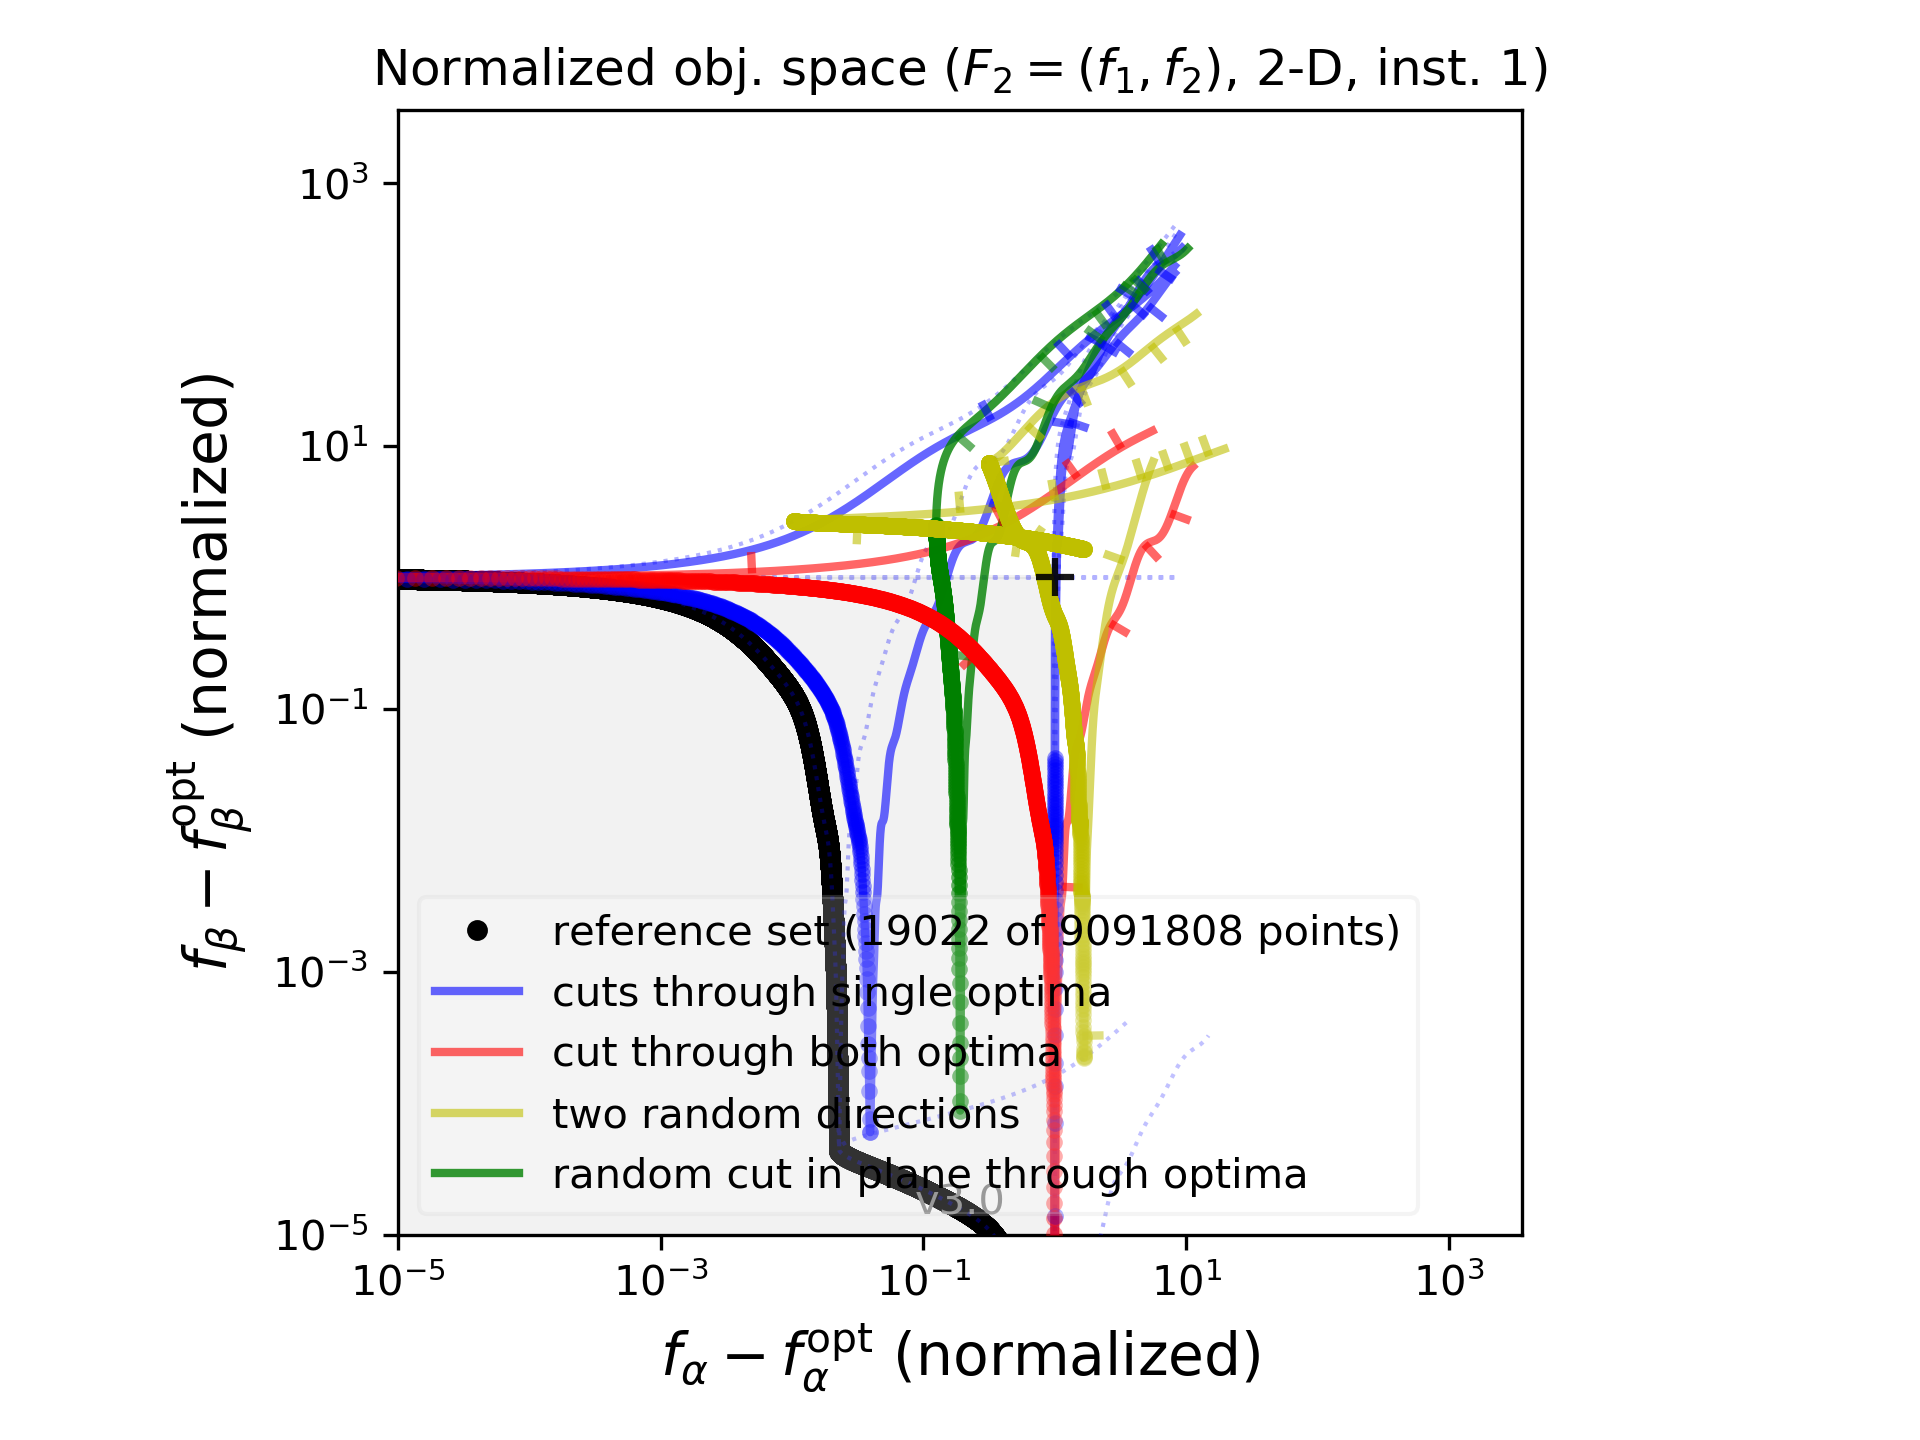 Normalized obj. space (F₂ = (f₁, f₂), 2-D, inst. 1)
f_β − f_β^opt (normalized)
10³
10¹
10⁻¹
10⁻³
10⁻⁵
reference set (19022 of 9091808 points)
cuts through single optima
cut through both optima
two random directions
random cut in plane through optima
v3.0
10⁻⁵ 10⁻³ 10⁻¹ 10¹ 10³
f_α − f_α^opt (normalized)